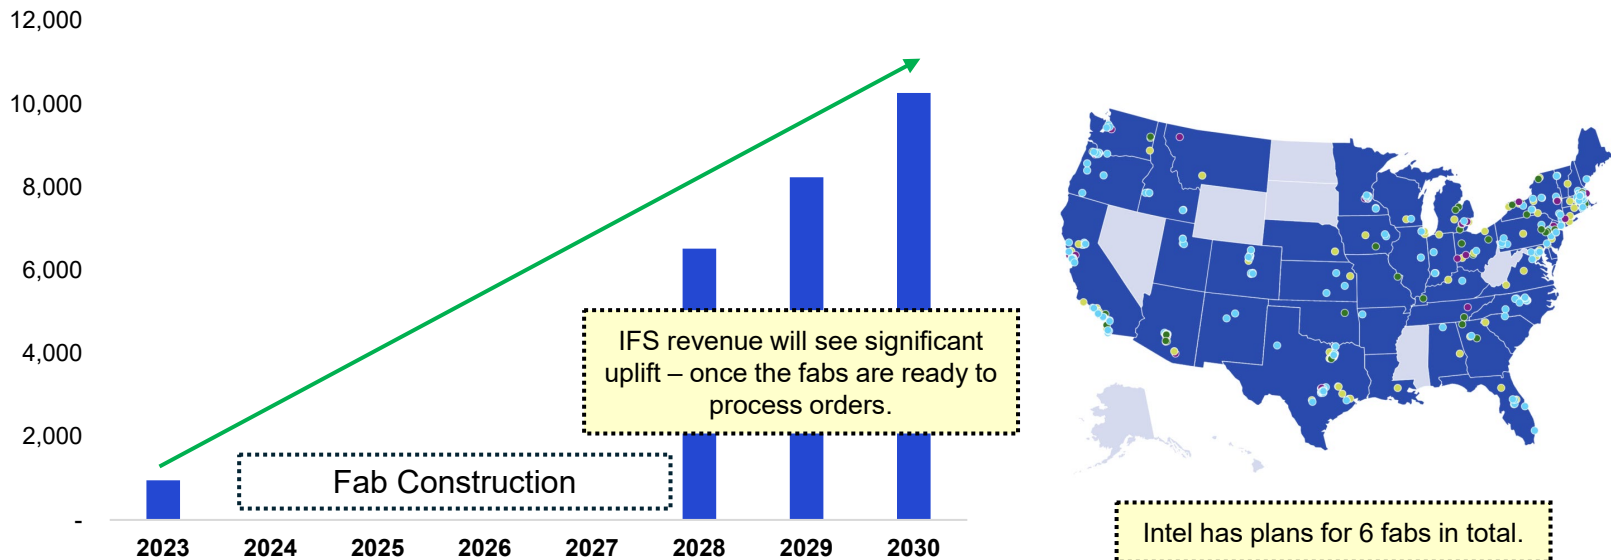 12,000
10,000
8,000
6,000
4,000
2,000
-
2023 2024 2025 2026 2027 2028 2029 2030
Fab Construction
IFS revenue will see significant
uplift – once the fabs are ready to
process orders.
Intel has plans for 6 fabs in total.